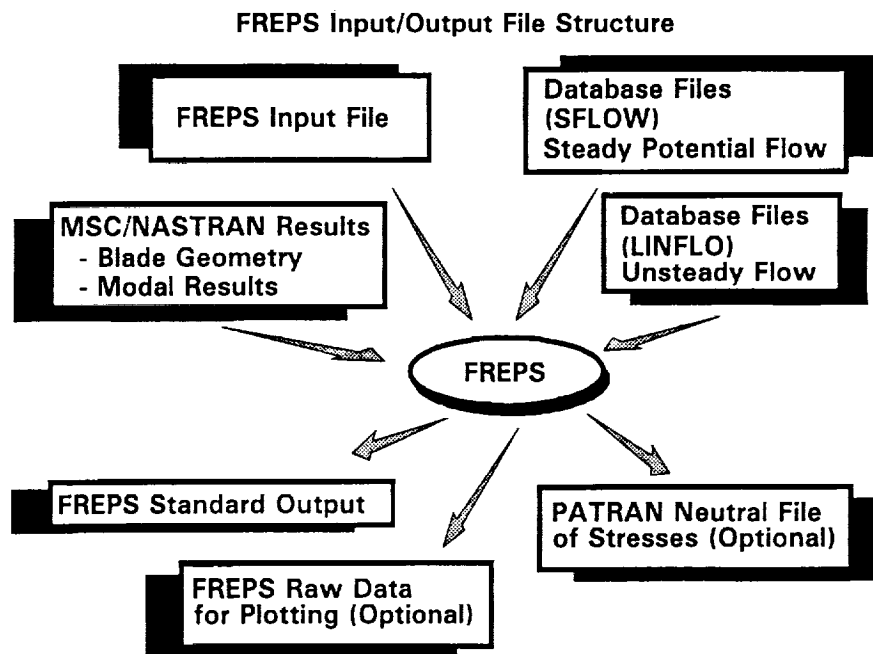 FREPS Input/Output File Structure
FREPS Input File
Database Files
(SFLOW)
Steady Potential Flow
MSC/NASTRAN Results
- Blade Geometry
- Modal Results
Database Files
(LINFLO)
Unsteady Flow
FREPS
FREPS Standard Output
PATRAN Neutral File
of Stresses (Optional)
FREPS Raw Data
for Plotting (Optional)